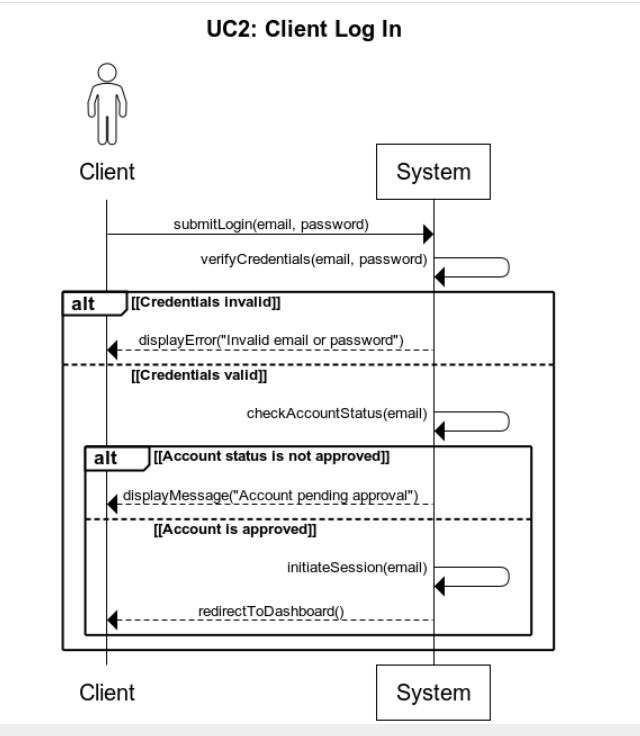 UC2: Client Log In
Client
System
submitLogin(email, password)
verifyCredentials(email, password)
alt
[[Credentials invalid]]
displayError("Invalid email or password")
[[Credentials valid]]
checkAccountStatus(email)
alt
[[Account status is not approved]]
displayMessage("Account pending approval")
[[Account is approved]]
initiateSession(email)
redirectToDashboard()
Client
System